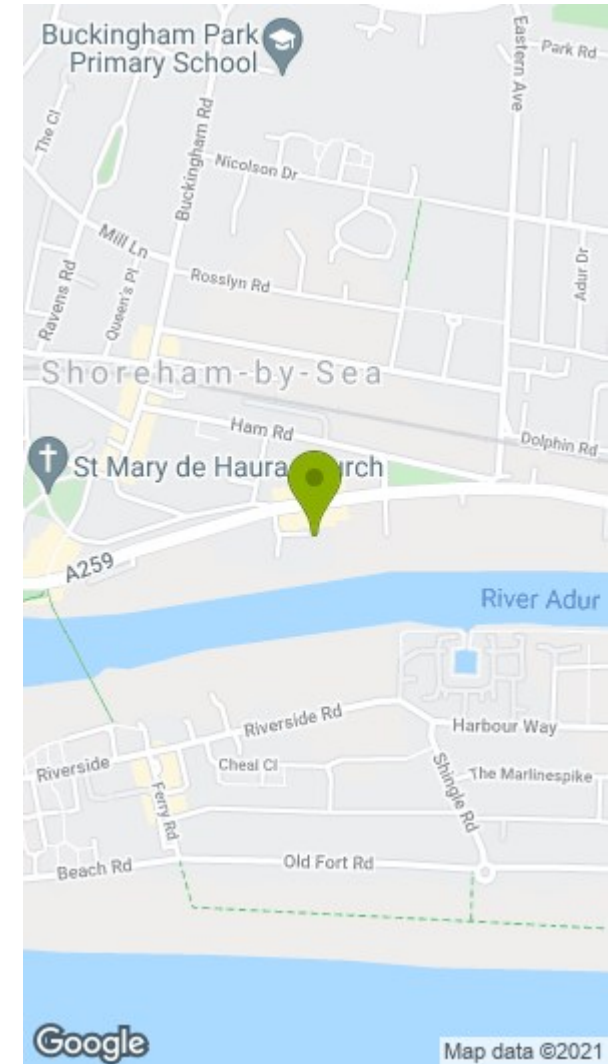 Buckingham Park
Primary School
Eastern Ave
Park Rd
The Cl
Buckingham Rd
Nicolson Dr
Mill Ln
Ravens Rd
Queen's Pl
Rosslyn Rd
Adur Dr
Shoreham-by-Sea
Ham Rd
Dolphin Rd
St Mary de Haura Church
A259
River Adur
Riverside Rd
Harbour Way
Riverside
Cheal Cl
The Marlinespike
Ferry Rd
Shingle Rd
Beach Rd
Old Fort Rd
Google
Map data ©2021